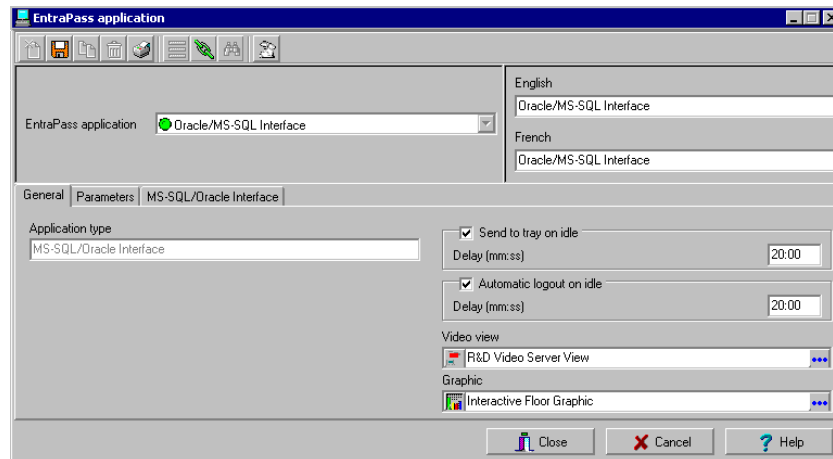 EntraPass application
EntraPass application
Oracle/MS-SQL Interface
English
Oracle/MS-SQL Interface
French
Oracle/MS-SQL Interface
General Parameters MS-SQL/Oracle Interface
Application type
MS-SQL/Oracle Interface
Send to tray on idle
Delay (mm:ss) 20:00
Automatic logout on idle
Delay (mm:ss) 20:00
Video view
R&D Video Server View
Graphic
Interactive Floor Graphic
Close Cancel Help